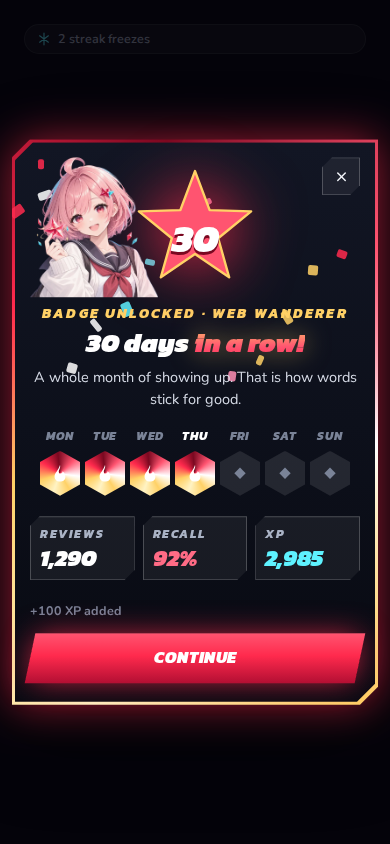 2 streak freezes
×
30
BADGE UNLOCKED · WEB WANDERER
30 days in a row!
A whole month of showing up. That is how words
stick for good.
MON TUE WED THU FRI SAT SUN
REVIEWS RECALL XP
1,290 92% 2,985
+100 XP added
CONTINUE